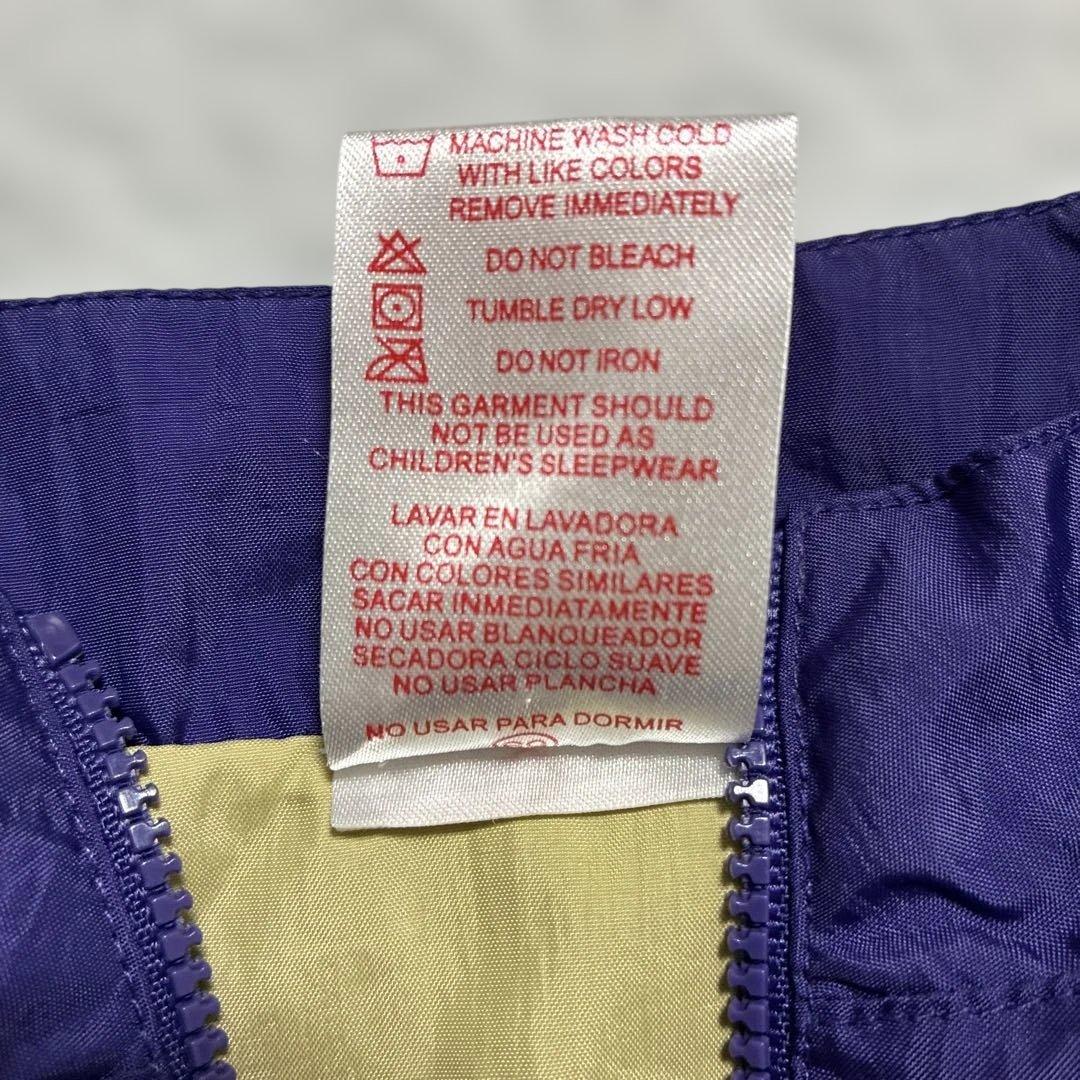 MACHINE WASH COLD
WITH LIKE COLORS
REMOVE IMMEDIATELY
DO NOT BLEACH
TUMBLE DRY LOW
DO NOT IRON
THIS GARMENT SHOULD
NOT BE USED AS
CHILDREN'S SLEEPWEAR
LAVAR EN LAVADORA
CON AGUA FRIA
CON COLORES SIMILARES
SACAR INMEDIATAMENTE
NO USAR BLANQUEADOR
SECADORA CICLO SUAVE
NO USAR PLANCHA
NO USAR PARA DORMIR